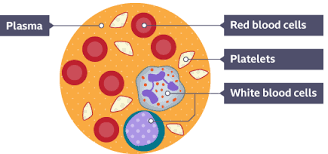 Plasma
Red blood cells
Platelets
White blood cells